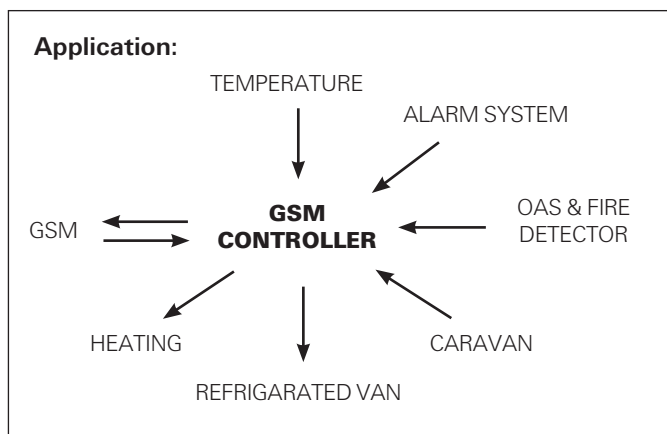 Application:
TEMPERATURE
ALARM SYSTEM
GSM
GSM
CONTROLLER
OAS & FIRE
DETECTOR
HEATING
CARAVAN
REFRIGARATED VAN